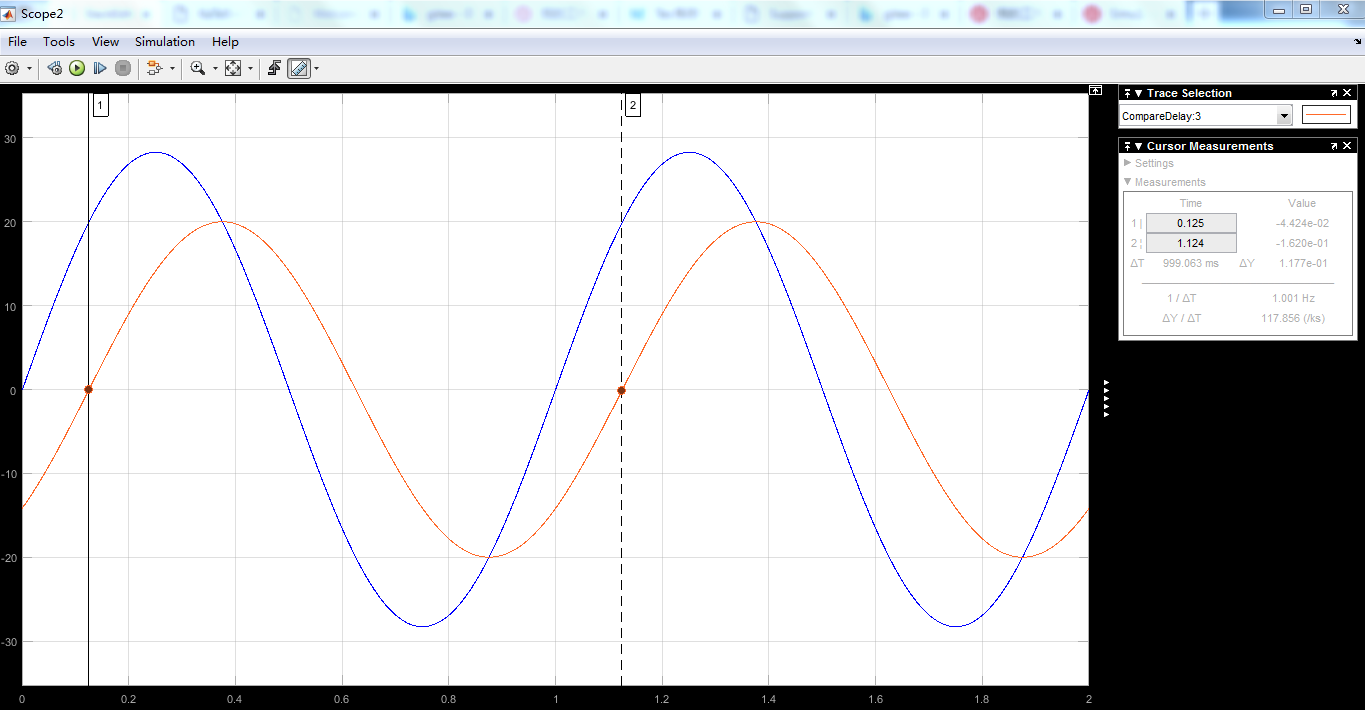 Scope2
File Tools View Simulation Help
1
2
30
20
10
0
-10
-20
-30
0 0.2 0.4 0.6 0.8 1 1.2 1.4 1.6 1.8 2
Trace Selection
CompareDelay:3
Cursor Measurements
Settings
Measurements
Time Value
1 | 0.125 -4.424e-02
2 ¦ 1.124 -1.620e-01
ΔT 999.063 ms ΔY 1.177e-01
1 / ΔT 1.001 Hz
ΔY / ΔT 117.856 (/ks)